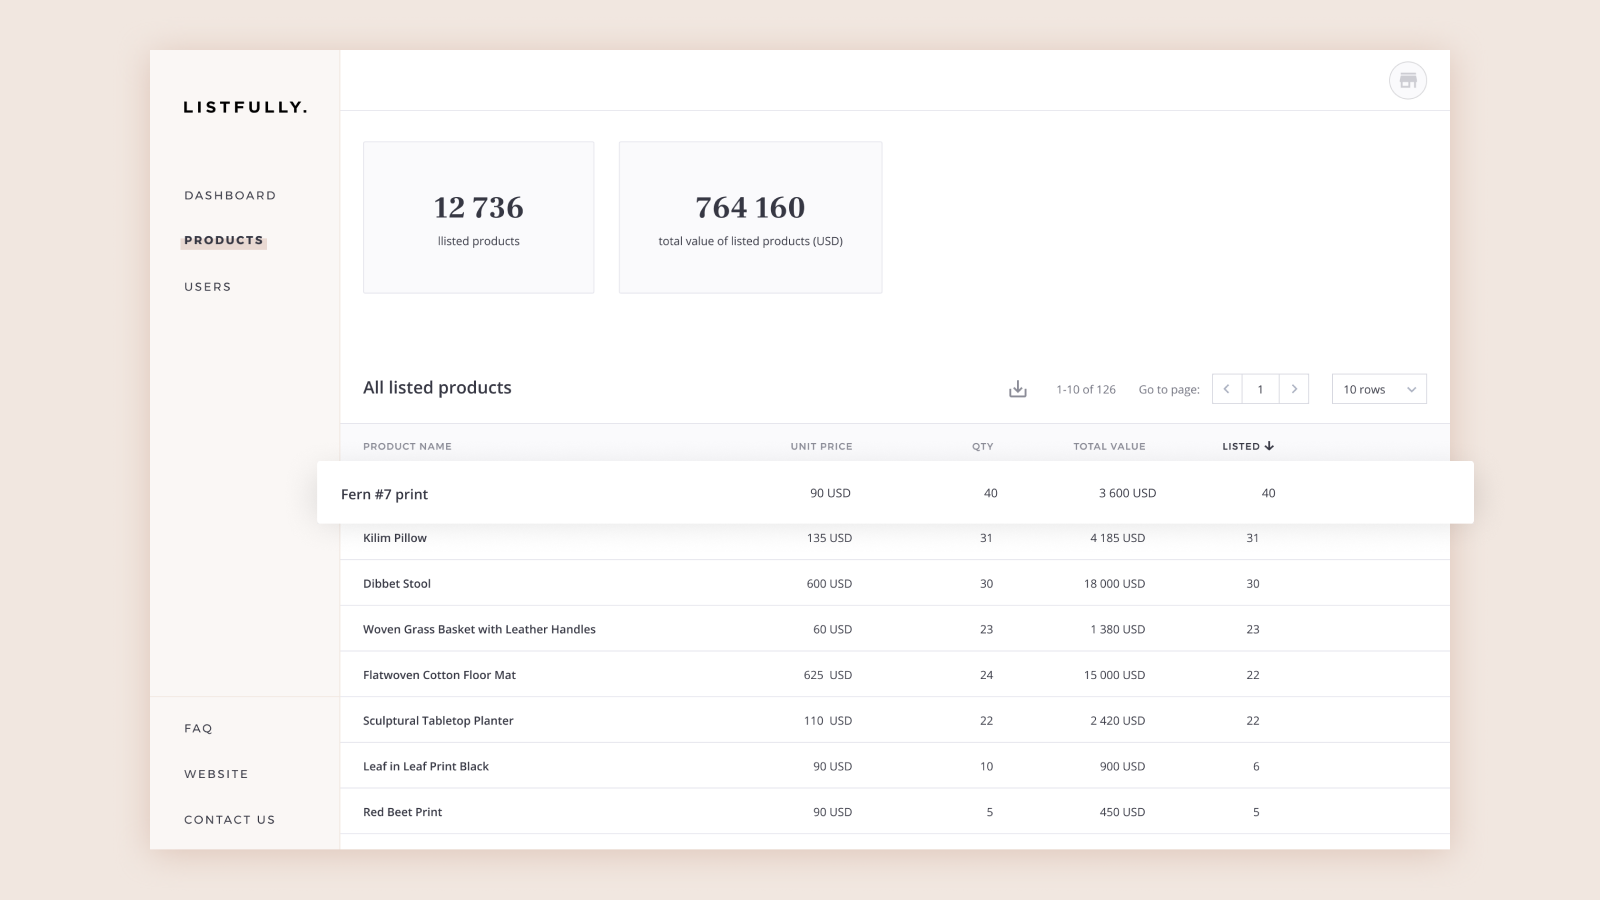 LISTFULLY.
DASHBOARD
PRODUCTS
USERS
FAQ
WEBSITE
CONTACT US
12 736
llisted products
764 160
total value of listed products (USD)
All listed products
1-10 of 126 Go to page: 1 10 rows
PRODUCT NAME UNIT PRICE QTY TOTAL VALUE LISTED
Fern #7 print 90 USD 40 3 600 USD 40
Kilim Pillow 135 USD 31 4 185 USD 31
Dibbet Stool 600 USD 30 18 000 USD 30
Woven Grass Basket with Leather Handles 60 USD 23 1 380 USD 23
Flatwoven Cotton Floor Mat 625 USD 24 15 000 USD 22
Sculptural Tabletop Planter 110 USD 22 2 420 USD 22
Leaf in Leaf Print Black 90 USD 10 900 USD 6
Red Beet Print 90 USD 5 450 USD 5